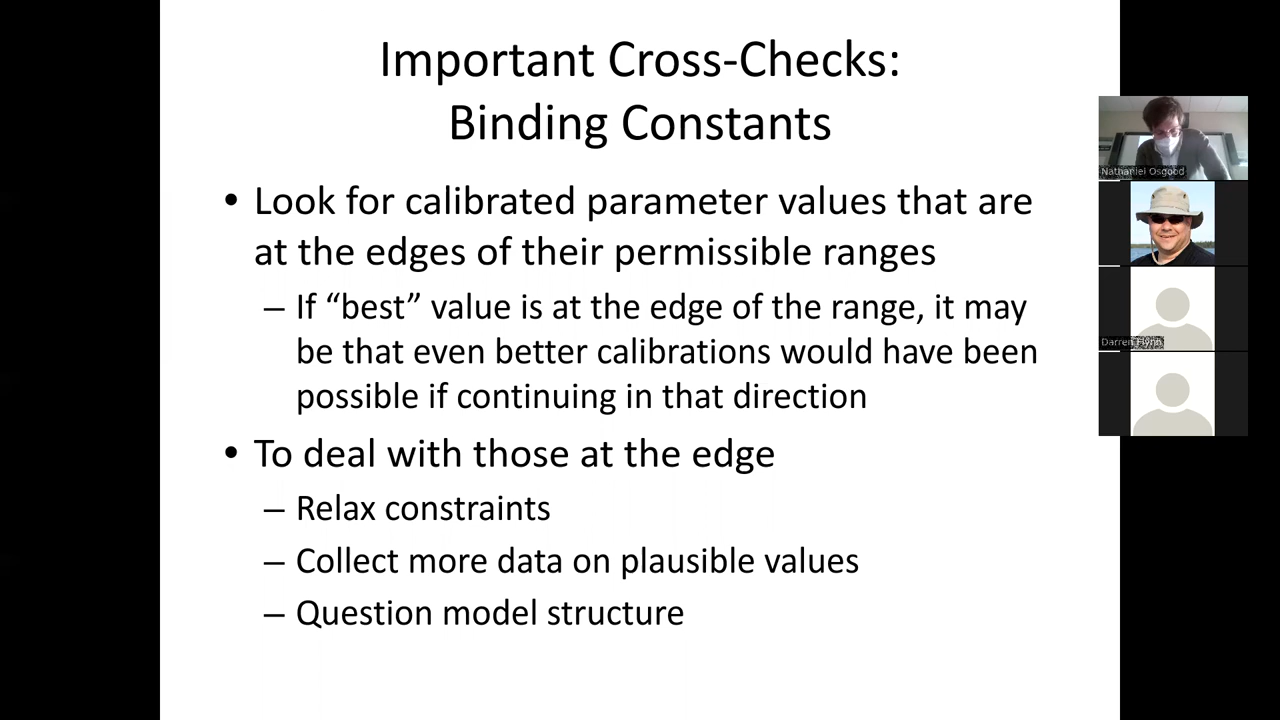 Important Cross-Checks:
Binding Constants
• Look for calibrated parameter values that are
at the edges of their permissible ranges
– If “best” value is at the edge of the range, it may
be that even better calibrations would have been
possible if continuing in that direction
• To deal with those at the edge
– Relax constraints
– Collect more data on plausible values
– Question model structure
Nathaniel Osgood
Darren Flynn